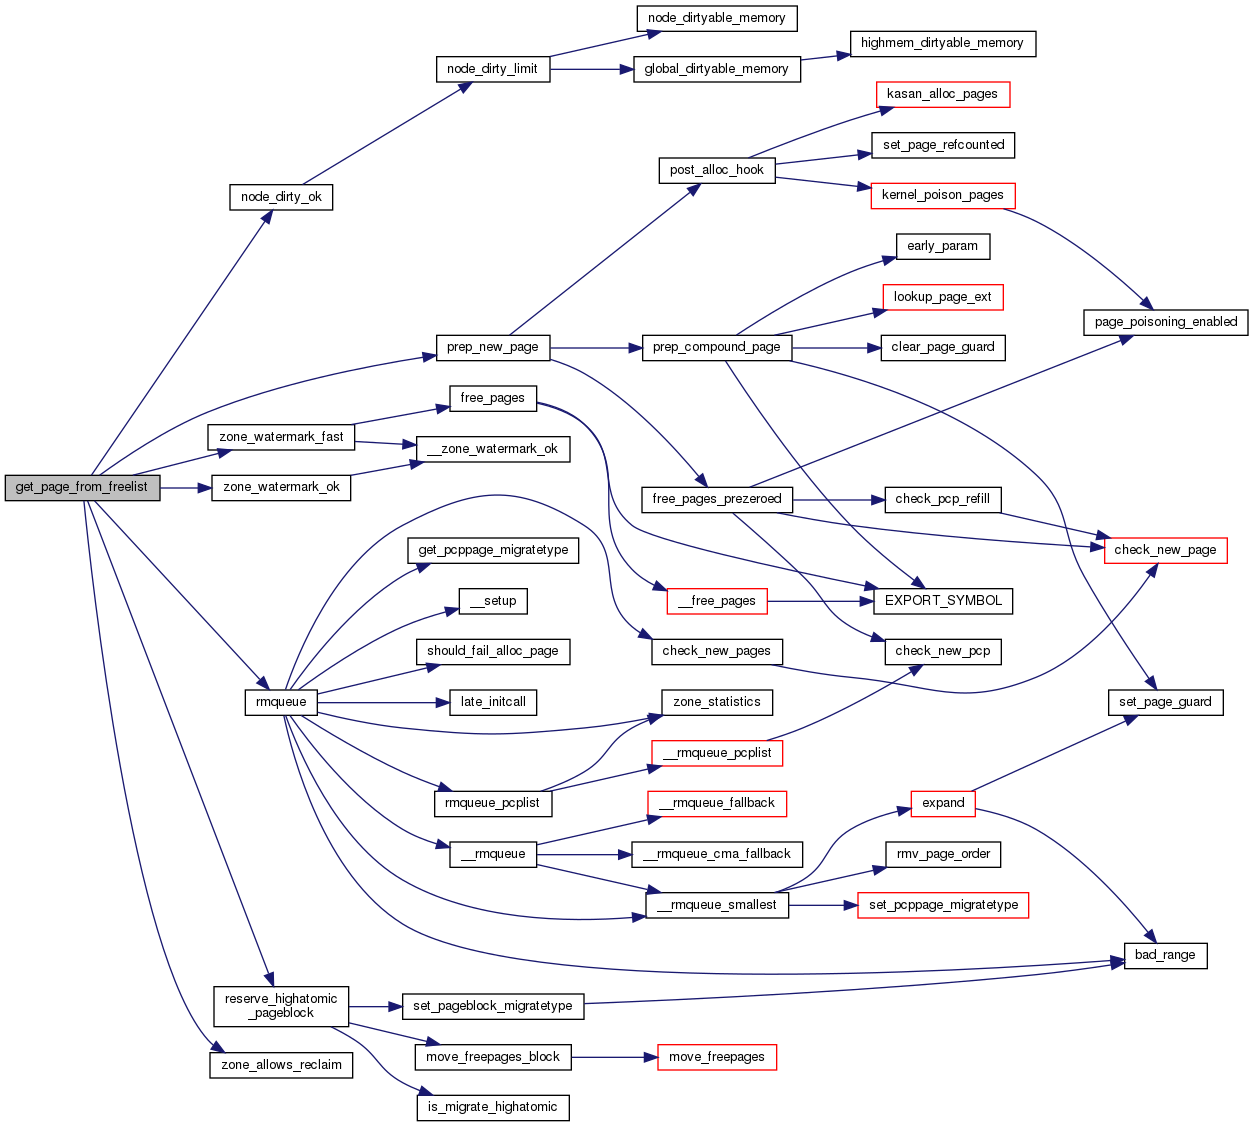 node_dirtyable_memory
highmem_dirtyable_memory
node_dirty_limit
global_dirtyable_memory
kasan_alloc_pages
set_page_refcounted
post_alloc_hook
node_dirty_ok
kernel_poison_pages
early_param
lookup_page_ext
page_poisoning_enabled
prep_new_page
prep_compound_page
clear_page_guard
free_pages
zone_watermark_fast
__zone_watermark_ok
get_page_from_freelist
zone_watermark_ok
free_pages_prezeroed
check_pcp_refill
get_pcppage_migratetype
check_new_page
__setup
__free_pages
EXPORT_SYMBOL
should_fail_alloc_page
check_new_pages
check_new_pcp
rmqueue
late_initcall
zone_statistics
set_page_guard
__rmqueue_pcplist
rmqueue_pcplist
__rmqueue_fallback
expand
__rmqueue
__rmqueue_cma_fallback
rmv_page_order
__rmqueue_smallest
set_pcppage_migratetype
bad_range
reserve_highatomic
_pageblock
set_pageblock_migratetype
move_freepages_block
move_freepages
zone_allows_reclaim
is_migrate_highatomic